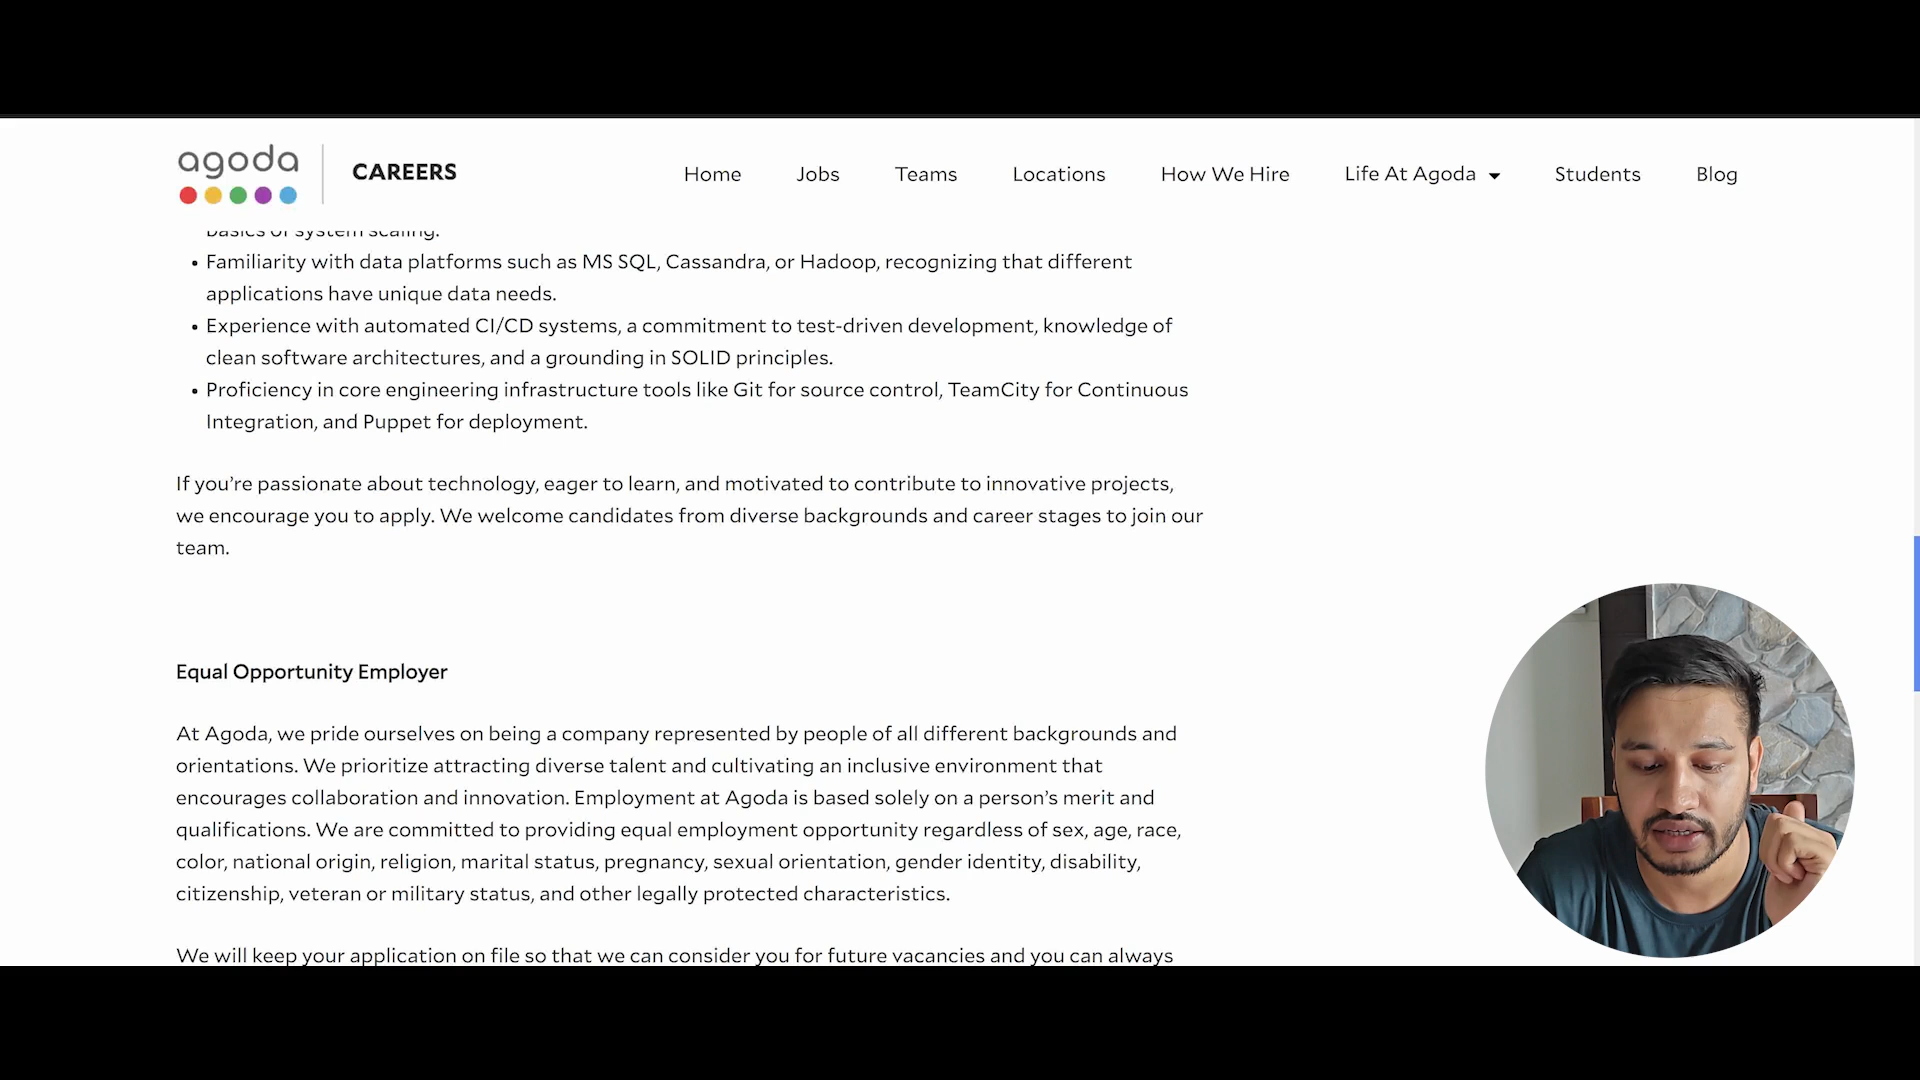 agoda
CAREERS
Home
Jobs
Teams
Locations
How We Hire
Life At Agoda
Students
Blog
basics of system scaling.
• Familiarity with data platforms such as MS SQL, Cassandra, or Hadoop, recognizing that different
applications have unique data needs.
• Experience with automated CI/CD systems, a commitment to test-driven development, knowledge of
clean software architectures, and a grounding in SOLID principles.
• Proficiency in core engineering infrastructure tools like Git for source control, TeamCity for Continuous
Integration, and Puppet for deployment.
If you’re passionate about technology, eager to learn, and motivated to contribute to innovative projects,
we encourage you to apply. We welcome candidates from diverse backgrounds and career stages to join our
team.
Equal Opportunity Employer
At Agoda, we pride ourselves on being a company represented by people of all different backgrounds and
orientations. We prioritize attracting diverse talent and cultivating an inclusive environment that
encourages collaboration and innovation. Employment at Agoda is based solely on a person’s merit and
qualifications. We are committed to providing equal employment opportunity regardless of sex, age, race,
color, national origin, religion, marital status, pregnancy, sexual orientation, gender identity, disability,
citizenship, veteran or military status, and other legally protected characteristics.
We will keep your application on file so that we can consider you for future vacancies and you can always